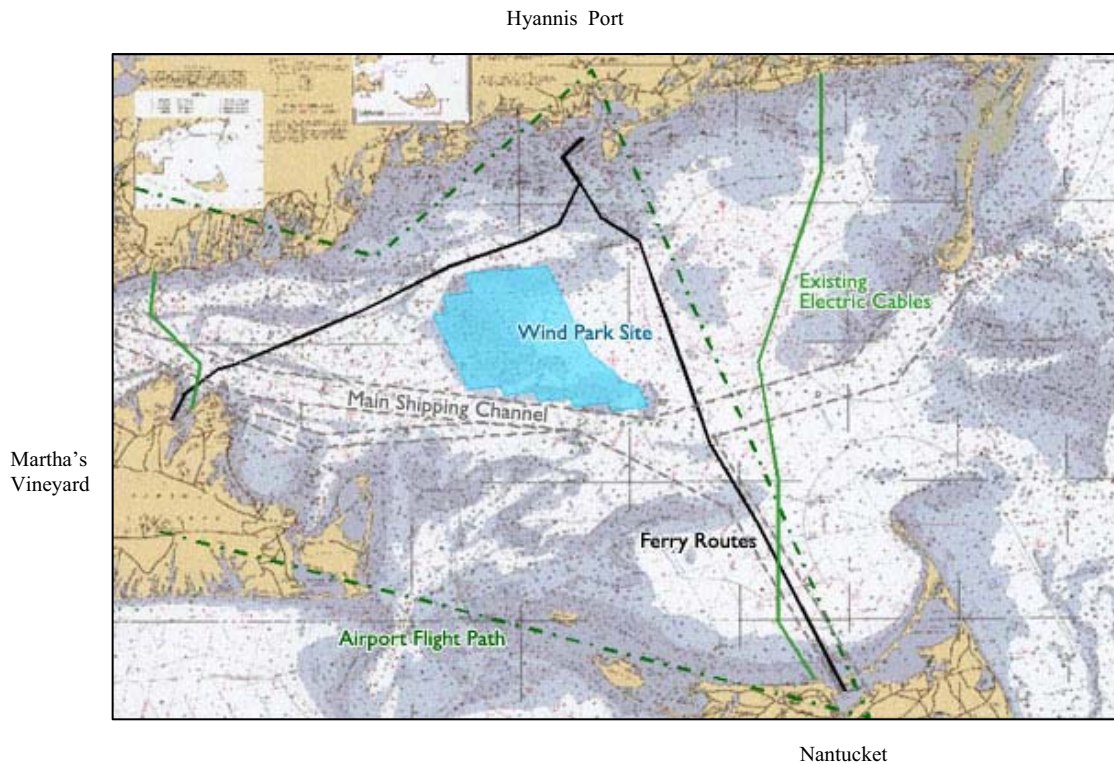 Hyannis Port
Existing
Electric Cables
Wind Park Site
Main Shipping Channel
Martha's
Vineyard
Ferry Routes
Airport Flight Path
Nantucket